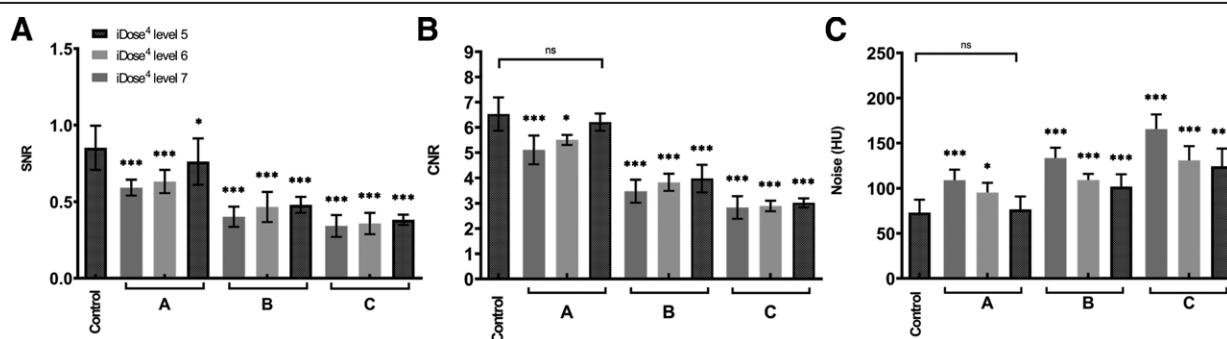 A
iDose⁴ level 5
iDose⁴ level 6
iDose⁴ level 7
SNR
1.5
1.0
0.5
0.0
*
*** ***
*** *** ***
*** *** ***
Control
A
B
C
B
ns
CNR
9
8
7
6
5
4
3
2
1
0
*** *
*** *** ***
*** *** ***
Control
A
B
C
C
ns
Noise (HU)
250
200
150
100
50
0
*** *
*** *** ***
*** *** **
Control
A
B
C